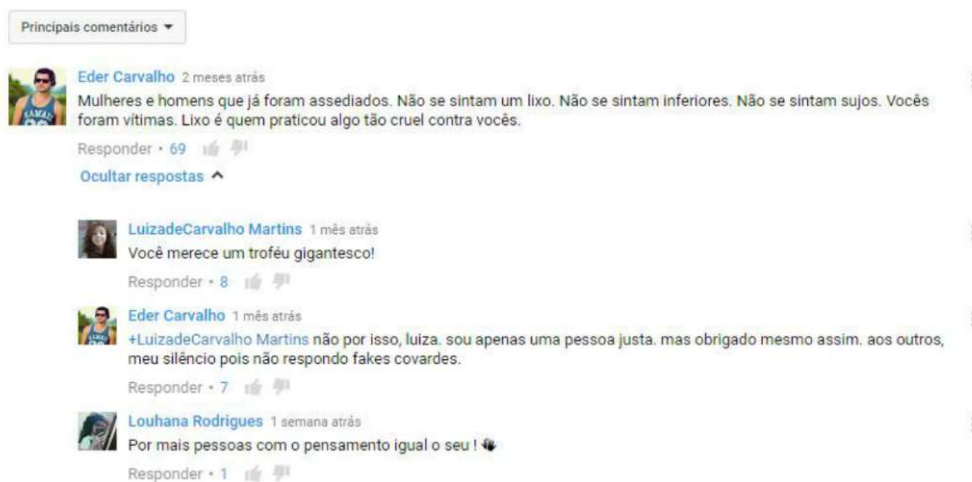 Principais comentários
Eder Carvalho 2 meses atrás
Mulheres e homens que já foram assediados. Não se sintam um lixo. Não se sintam inferiores. Não se sintam sujos. Vocês
foram vítimas. Lixo é quem praticou algo tão cruel contra vocês.
Responder • 69
Ocultar respostas
LuizadeCarvalho Martins 1 mês atrás
Você merece um troféu gigantesco!
Responder • 8
Eder Carvalho 1 mês atrás
+LuizadeCarvalho Martins não por isso, luiza. sou apenas uma pessoa justa. mas obrigado mesmo assim. aos outros,
meu silêncio pois não respondo fakes covardes.
Responder • 7
Louhana Rodrigues 1 semana atrás
Por mais pessoas com o pensamento igual o seu !
Responder • 1